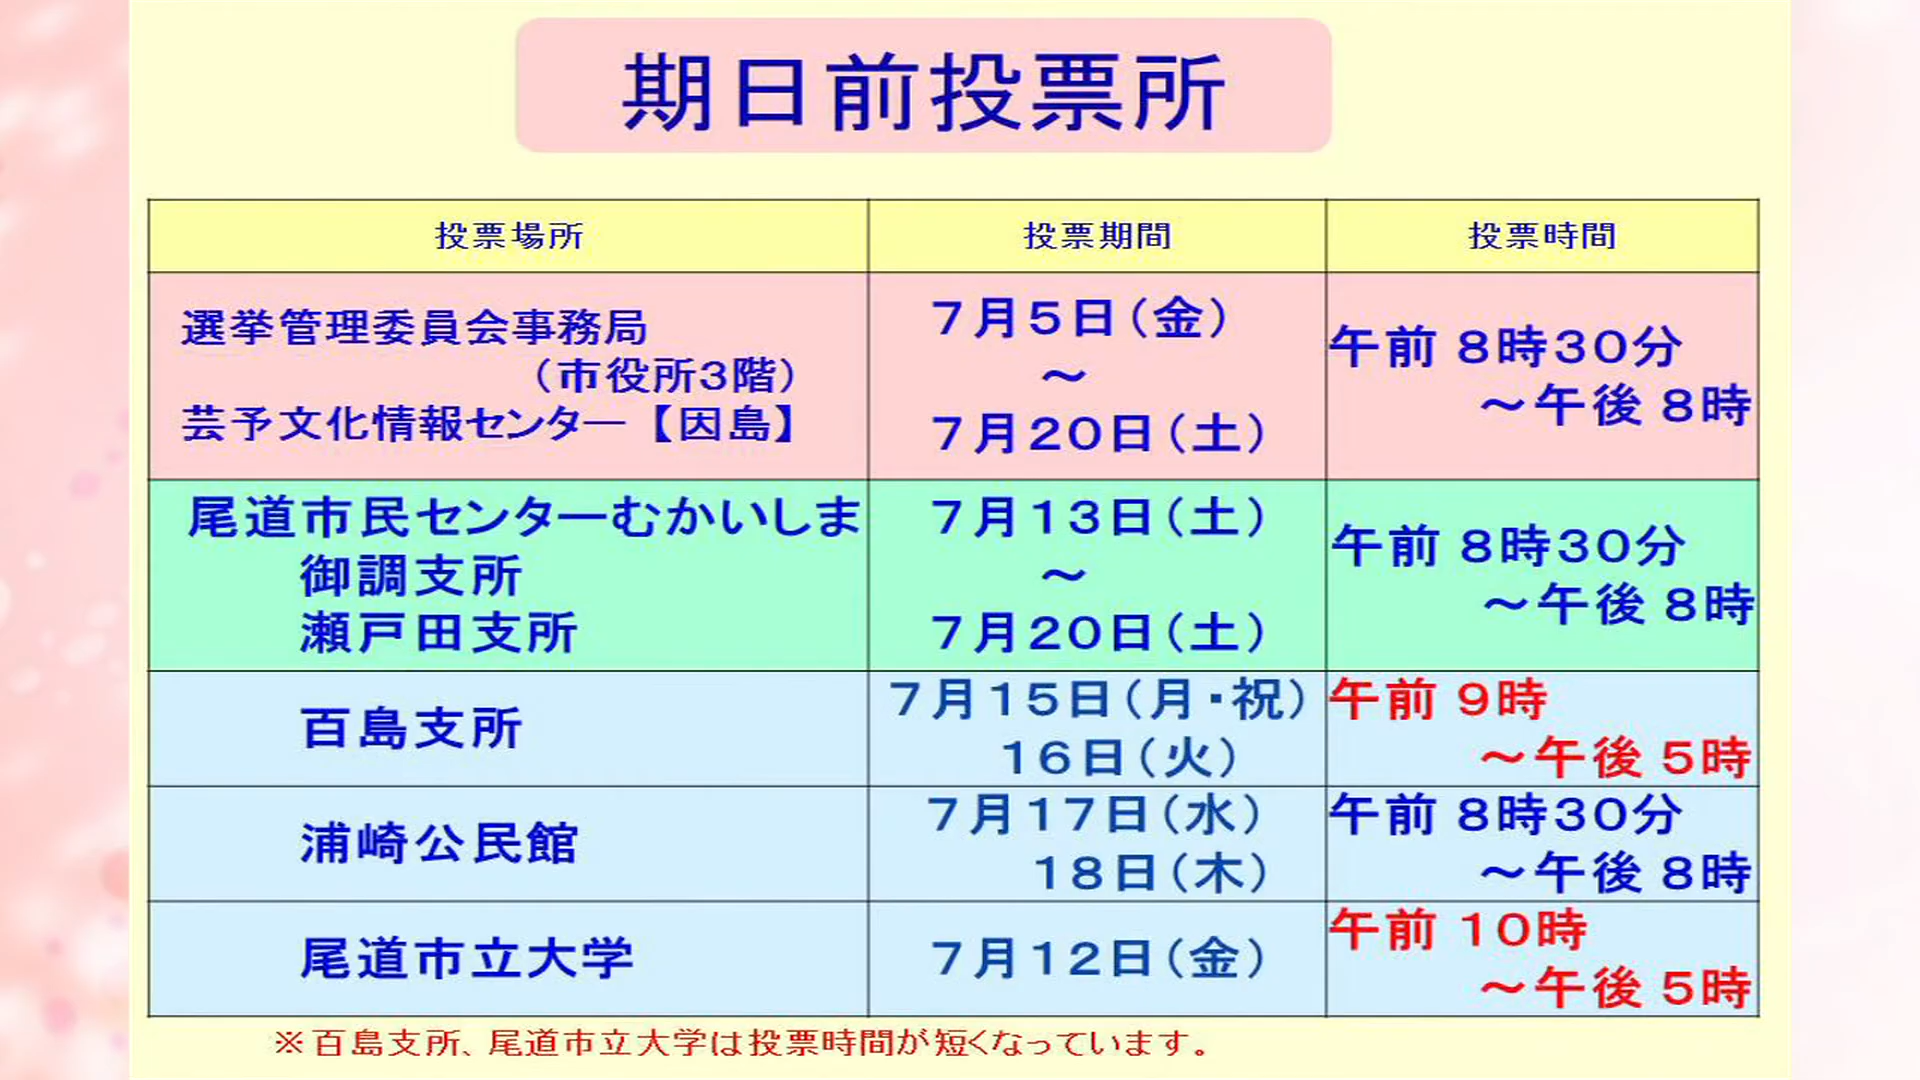 期日前投票所
投票場所
投票期間
投票時間
選挙管理委員会事務局
（市役所3階）
芸予文化情報センター【因島】
７月５日（金）
～
７月２０日（土）
午前 ８時３０分
～午後 ８時
尾道市民センターむかいしま
御調支所
瀬戸田支所
７月１３日（土）
～
７月２０日（土）
午前 ８時３０分
～午後 ８時
百島支所
７月１５日（月・祝）
１６日（火）
午前 ９時
～午後 ５時
浦崎公民館
７月１７日（水）
１８日（木）
午前 ８時３０分
～午後 ８時
尾道市立大学
７月１２日（金）
午前 １０時
～午後 ５時
※百島支所、尾道市立大学は投票時間が短くなっています。